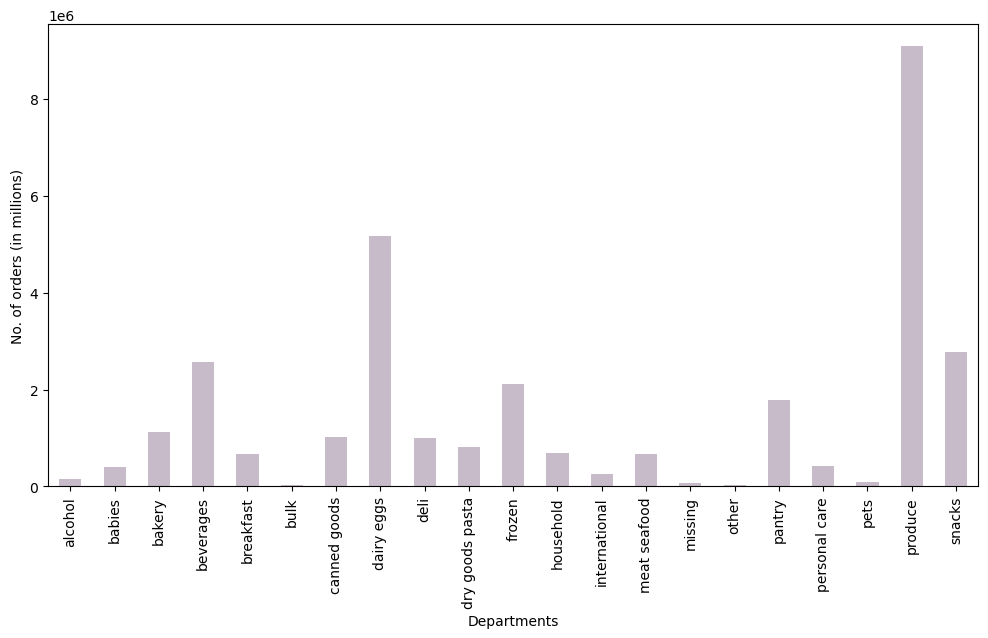 1e6
No. of orders (in millions)
8
6
4
2
0
alcohol
babies
bakery
beverages
breakfast
bulk
canned goods
dairy eggs
deli
dry goods pasta
frozen
household
international
meat seafood
missing
other
pantry
personal care
pets
produce
snacks
Departments